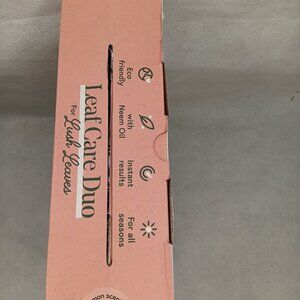 Leaf Care Duo
For
Lush Leaves
Eco
friendly
with
Neem Oil
Instant
results
For all
seasons